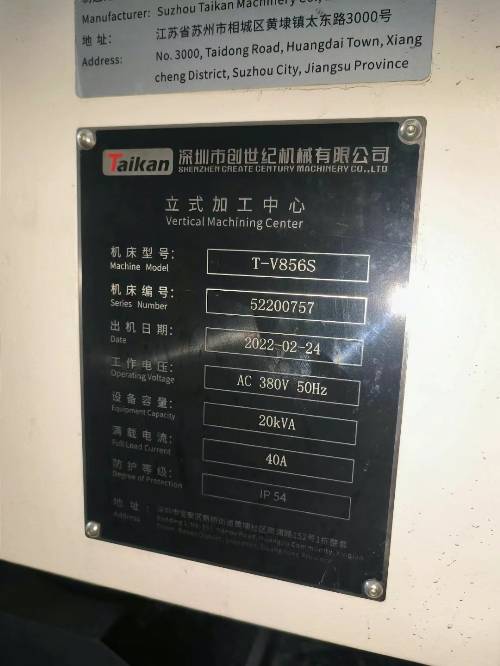 Manufacturer: Suzhou Taikan Machinery Co.,
地 址: 江苏省苏州市相城区黄埭镇太东路3000号
Address: No. 3000, Taidong Road, Huangdai Town, Xiang
cheng District, Suzhou City, Jiangsu Province
Taikan 深圳市创世纪机械有限公司
SHENZHEN CREATE CENTURY MACHINERY CO.,LTD
立式加工中心
Vertical Machining Center
机床型号: T-V856S
Machine Model
机床编号: 52200757
Series Number
出机日期: 2022-02-24
Date
工作电压: AC 380V 50Hz
Operating Voltage
设备容量: 20kVA
Equipment Capacity
满载电流: 40A
Full-Load Current
防护等级: IP 54
Degree of Protection
地 址:
Address